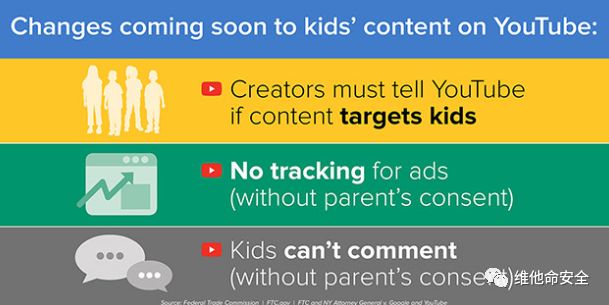 Changes coming soon to kids' content on YouTube:
Creators must tell YouTube
if content targets kids
No tracking for ads
(without parent's consent)
Kids can't comment
(without parent's consent)
维他命安全
Source: Federal Trade Commission | FTC.gov | FTC and NY Attorney General v. Google and YouTube